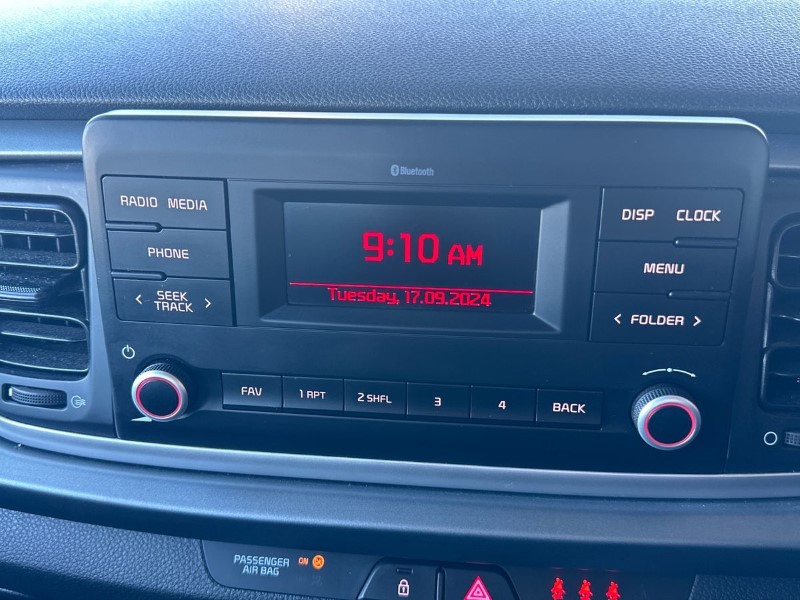 Bluetooth
RADIO MEDIA
PHONE
< SEEK TRACK >
9:10 AM
Tuesday, 17.09.2024
DISP CLOCK
MENU
< FOLDER >
FAV
1 RPT
2 SHFL
3
4
BACK
PASSENGER
AIR BAG
ON